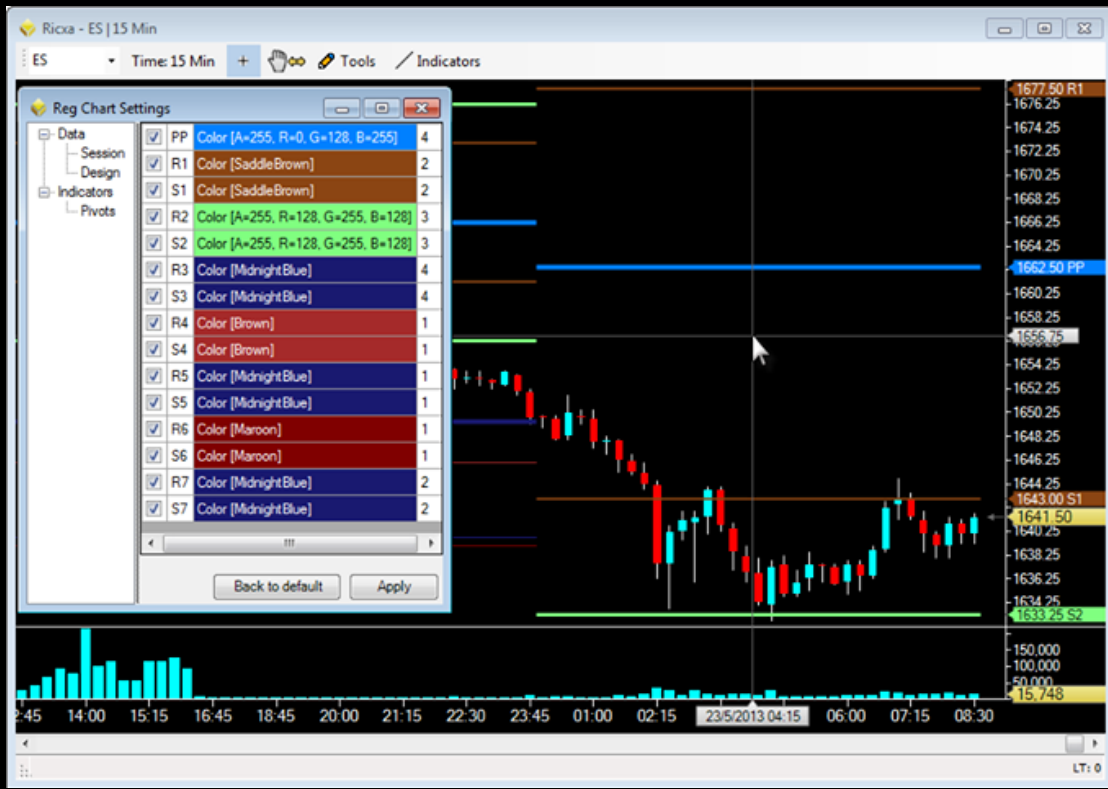 Ricxa - ES | 15 Min
ES Time: 15 Min + Tools Indicators
Reg Chart Settings
Data
Session
Design
Indicators
Pivots
PP Color [A=255, R=0, G=128, B=255] 4
R1 Color [SaddleBrown] 2
S1 Color [SaddleBrown] 2
R2 Color [A=255, R=128, G=255, B=128] 3
S2 Color [A=255, R=128, G=255, B=128] 3
R3 Color [MidnightBlue] 4
S3 Color [MidnightBlue] 4
R4 Color [Brown] 1
S4 Color [Brown] 1
R5 Color [MidnightBlue] 1
S5 Color [MidnightBlue] 1
R6 Color [Maroon] 1
S6 Color [Maroon] 1
R7 Color [MidnightBlue] 2
S7 Color [MidnightBlue] 2
Back to default Apply
1677.50 R1
1676.25
1674.25
1672.25
1670.25
1668.25
1666.25
1664.25
1662.50 PP
1660.25
1658.25
1656.75
1654.25
1652.25
1650.25
1648.25
1646.25
1644.25
1643.00 S1
1641.50
1640.25
1638.25
1636.25
1634.25
1633.25 S2
150,000
100,000
50,000
15,748
2:45 14:00 15:15 16:45 18:45 20:00 21:15 22:30 23:45 01:00 02:15 23/5/2013 04:15 06:00 07:15 08:30
LT: 0